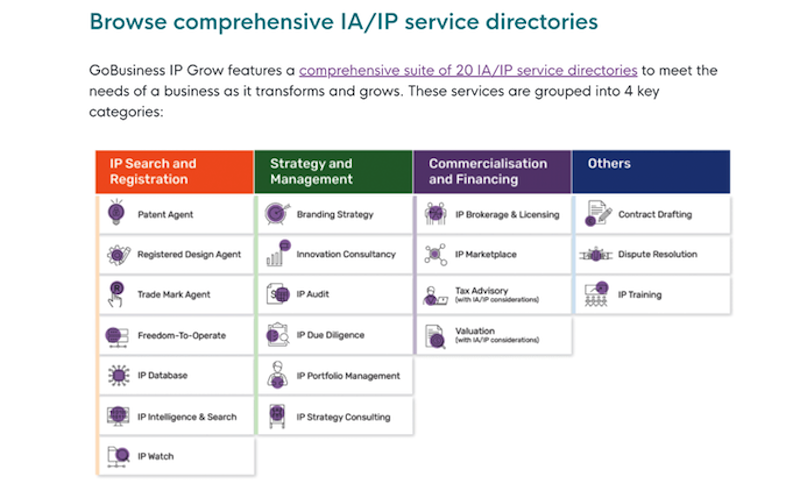 Browse comprehensive IA/IP service directories
GoBusiness IP Grow features a comprehensive suite of 20 IA/IP service directories to meet the
needs of a business as it transforms and grows. These services are grouped into 4 key
categories:
IP Search and
Registration
Patent Agent
Registered Design Agent
Trade Mark Agent
Freedom-To-Operate
IP Database
IP Intelligence & Search
IP Watch
Strategy and
Management
Branding Strategy
Innovation Consultancy
IP Audit
IP Due Diligence
IP Portfolio Management
IP Strategy Consulting
Commercialisation
and Financing
IP Brokerage & Licensing
IP Marketplace
Tax Advisory
(with IA/IP considerations)
Valuation
(with IA/IP considerations)
Others
Contract Drafting
Dispute Resolution
IP Training